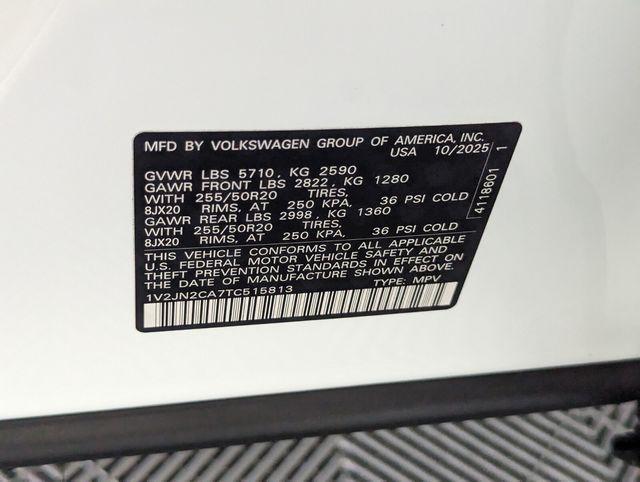 MFD BY VOLKSWAGEN GROUP OF AMERICA, INC.
USA 10/2025
GVWR LBS 5710, KG 2590
GAWR FRONT LBS 2822, KG 1280
WITH 255/50R20 TIRES,
8JX20 RIMS, AT 250 KPA, 36 PSI COLD
GAWR REAR LBS 2998, KG 1360
WITH 255/50R20 TIRES,
8JX20 RIMS, AT 250 KPA, 36 PSI COLD
THIS VEHICLE CONFORMS TO ALL APPLICABLE
U.S. FEDERAL MOTOR VEHICLE SAFETY AND
THEFT PREVENTION STANDARDS IN EFFECT ON
THE DATE OF MANUFACTURE SHOWN ABOVE.
1V2JN2CA7TC515813 TYPE: MPV
4118601 1